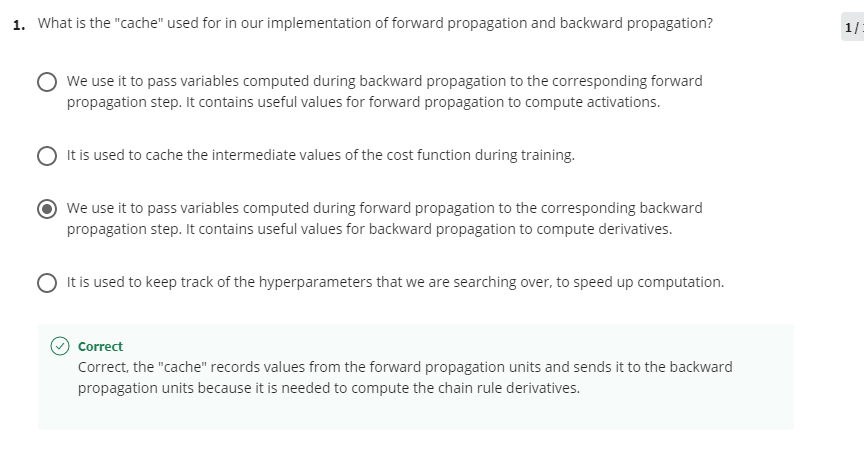 1. What is the "cache" used for in our implementation of forward propagation and backward propagation?
1/
We use it to pass variables computed during backward propagation to the corresponding forward
propagation step. It contains useful values for forward propagation to compute activations.
It is used to cache the intermediate values of the cost function during training.
We use it to pass variables computed during forward propagation to the corresponding backward
propagation step. It contains useful values for backward propagation to compute derivatives.
It is used to keep track of the hyperparameters that we are searching over, to speed up computation.
Correct
Correct, the "cache" records values from the forward propagation units and sends it to the backward
propagation units because it is needed to compute the chain rule derivatives.